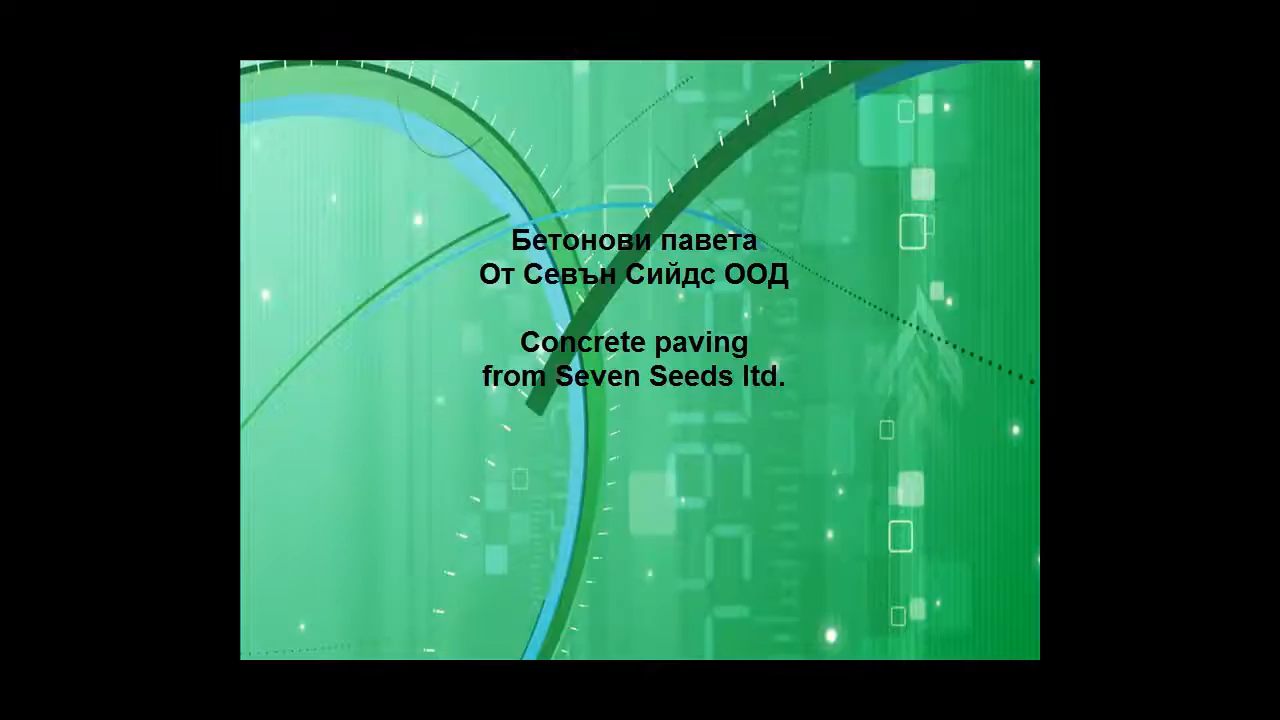 Бетонови павета
От Севън Сийдс ООД
Concrete paving
from Seven Seeds ltd.